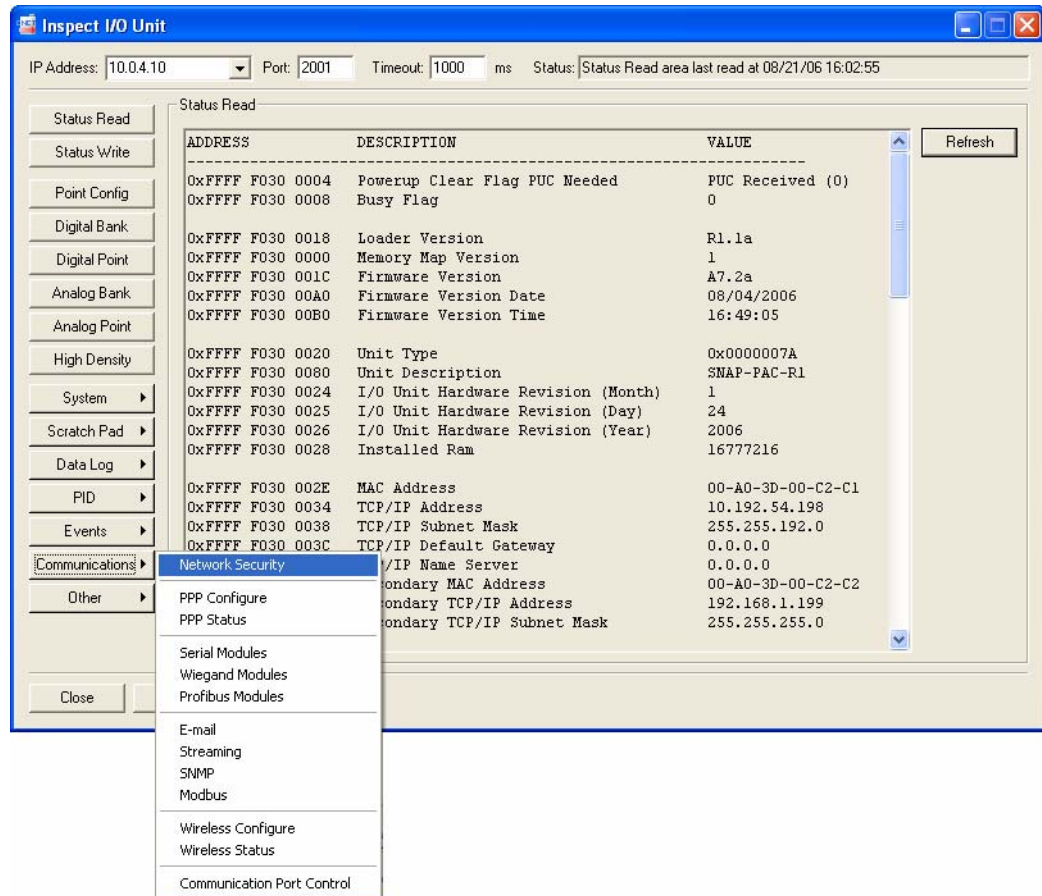 Inspect I/O Unit
IP Address: 10.0.4.10 Port: 2001 Timeout: 1000 ms Status: Status Read area last read at 08/21/06 16:02:55
Status Read
Status Write
Point Config
Digital Bank
Digital Point
Analog Bank
Analog Point
High Density
System
Scratch Pad
Data Log
PID
Events
Communications
Other
Close
Status Read
Refresh
ADDRESS DESCRIPTION VALUE
--------------------------------------------------------------------------------
0xFFFF F030 0004 Powerup Clear Flag PUC Needed PUC Received (0)
0xFFFF F030 0008 Busy Flag 0
0xFFFF F030 0018 Loader Version R1.1a
0xFFFF F030 0000 Memory Map Version 1
0xFFFF F030 001C Firmware Version A7.2a
0xFFFF F030 00A0 Firmware Version Date 08/04/2006
0xFFFF F030 00B0 Firmware Version Time 16:49:05
0xFFFF F030 0020 Unit Type 0x0000007A
0xFFFF F030 0080 Unit Description SNAP-PAC-R1
0xFFFF F030 0024 I/O Unit Hardware Revision (Month) 1
0xFFFF F030 0025 I/O Unit Hardware Revision (Day) 24
0xFFFF F030 0026 I/O Unit Hardware Revision (Year) 2006
0xFFFF F030 0028 Installed Ram 16777216
0xFFFF F030 002E MAC Address 00-A0-3D-00-C2-C1
0xFFFF F030 0034 TCP/IP Address 10.192.54.198
0xFFFF F030 0038 TCP/IP Subnet Mask 255.255.192.0
0xFFFF F030 003C TCP/IP Default Gateway 0.0.0.0
/IP Name Server 0.0.0.0
ondary MAC Address 00-A0-3D-00-C2-C2
ondary TCP/IP Address 192.168.1.199
ondary TCP/IP Subnet Mask 255.255.255.0
Network Security
PPP Configure
PPP Status
Serial Modules
Wiegand Modules
Profibus Modules
E-mail
Streaming
SNMP
Modbus
Wireless Configure
Wireless Status
Communication Port Control